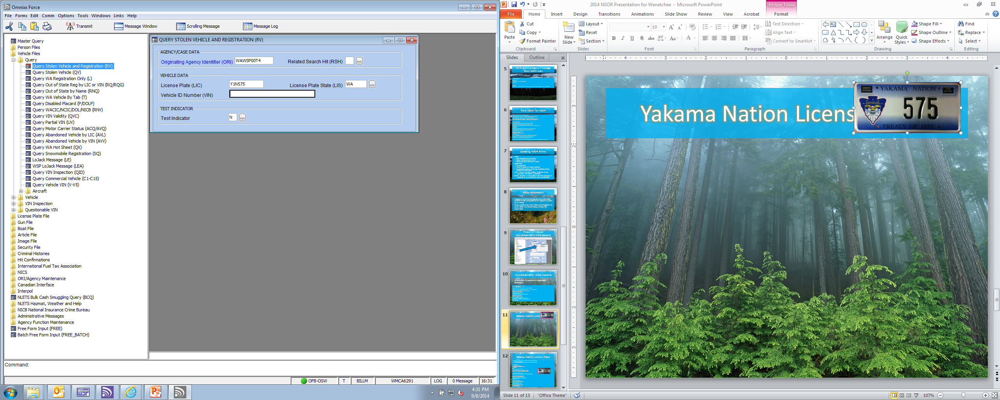 Omnixx Force
File Forms Edit Comm Options Tools Windows Links Help
Transmit Message Window Scrolling Message Message Log
Master Query
Person Files
Vehicle Files
Query
Query Stolen Vehicle and Registration (RV)
Query Stolen Vehicle (QV)
Query WA Registration Only (L)
Query Out of State Reg by LIC or VIN (RQ/RQG)
Query Out of State by Name (RNQ)
Query WA Vehicle By Tab (T)
Query Disabled Placard (P/DOLP)
Query WACIC/NCIC/DOL/NICB (RNV)
Query VIN Validity (QVC)
Query Partial VIN (UV)
Query Motor Carrier Status (ACQ/AVQ)
Query Abandoned Vehicle by LIC (AVL)
Query Abandoned Vehicle by VIN (AVV)
Query WA Hot Sheet (QX)
Query Snowmobile Registration (SQ)
LoJack Message (LE)
WSP LoJack Message (LEA)
Query VIN Inspection (QID)
Query Commercial Vehicle (C1-C15)
Query Vehicle VIN (V-V5)
Aircraft
Vehicle
VIN Inspection
Questionable VIN
License Plate File
Gun File
Boat File
Article File
Image File
Security File
Criminal Histories
Hit Confirmations
International Fuel Tax Association
NICS
ORI/Agency Maintenance
Canadian Interface
Interpol
NLETS Bulk Cash Smuggling Query (BCQ)
NLETS Hazmat, Weather and Help
NICB National Insurance Crime Bureau
Administrative Messages
Agency Function Maintenance
Free Form Input (FREE)
Batch Free Form Input (FREE_BATCH)
QUERY STOLEN VEHICLE AND REGISTRATION (RV)
AGENCY/CASE DATA
Originating Agency Identifier (ORI) WAWSP00T4 Related Search Hit (RSH) ...
VEHICLE DATA
License Plate (LIC) Y1N575 License Plate State (LIS) WA ...
Vehicle ID Number (VIN)
TEST INDICATOR
Test Indicator N ...
Command:
OFB-OSW T BILLM WMCA6291 LOG 0 Message 16:31
WSP
4:31 PM
9/8/2014
2014 NSOR Presentation for Wenatchee - Microsoft PowerPoint
Picture Tools
File Home Insert Design Transitions Animations Slide Show Review View Acrobat Format
Paste
Cut
Copy
Format Painter
Clipboard
New Slide
Layout
Reset
Section
Slides
10
Font
Text Direction
Align Text
Convert to SmartArt
Paragraph
Arrange
Quick Styles
Shape Fill
Shape Outline
Shape Effects
Drawing
Find
Replace
Select
Editing
Slides Outline
5
NCIC acknowledgment message
from NSOR entry
6
NCIC return for NSOR
7
Updating NSOR Entries
8
Other Information
9
Person of Interest
Non-Extraditable Tribal warrants
10
Non-Extraditable Tribal warrants
11
Yakama Nation Licens
575
12
Yakama Nation License Plates
575
Yakama Nation Licens
MONTH STICKER
YAKAMA NATION
YEAR STICKER
575
TREATY OF 1855
Slide 11 of 13 "Office Theme" 107%